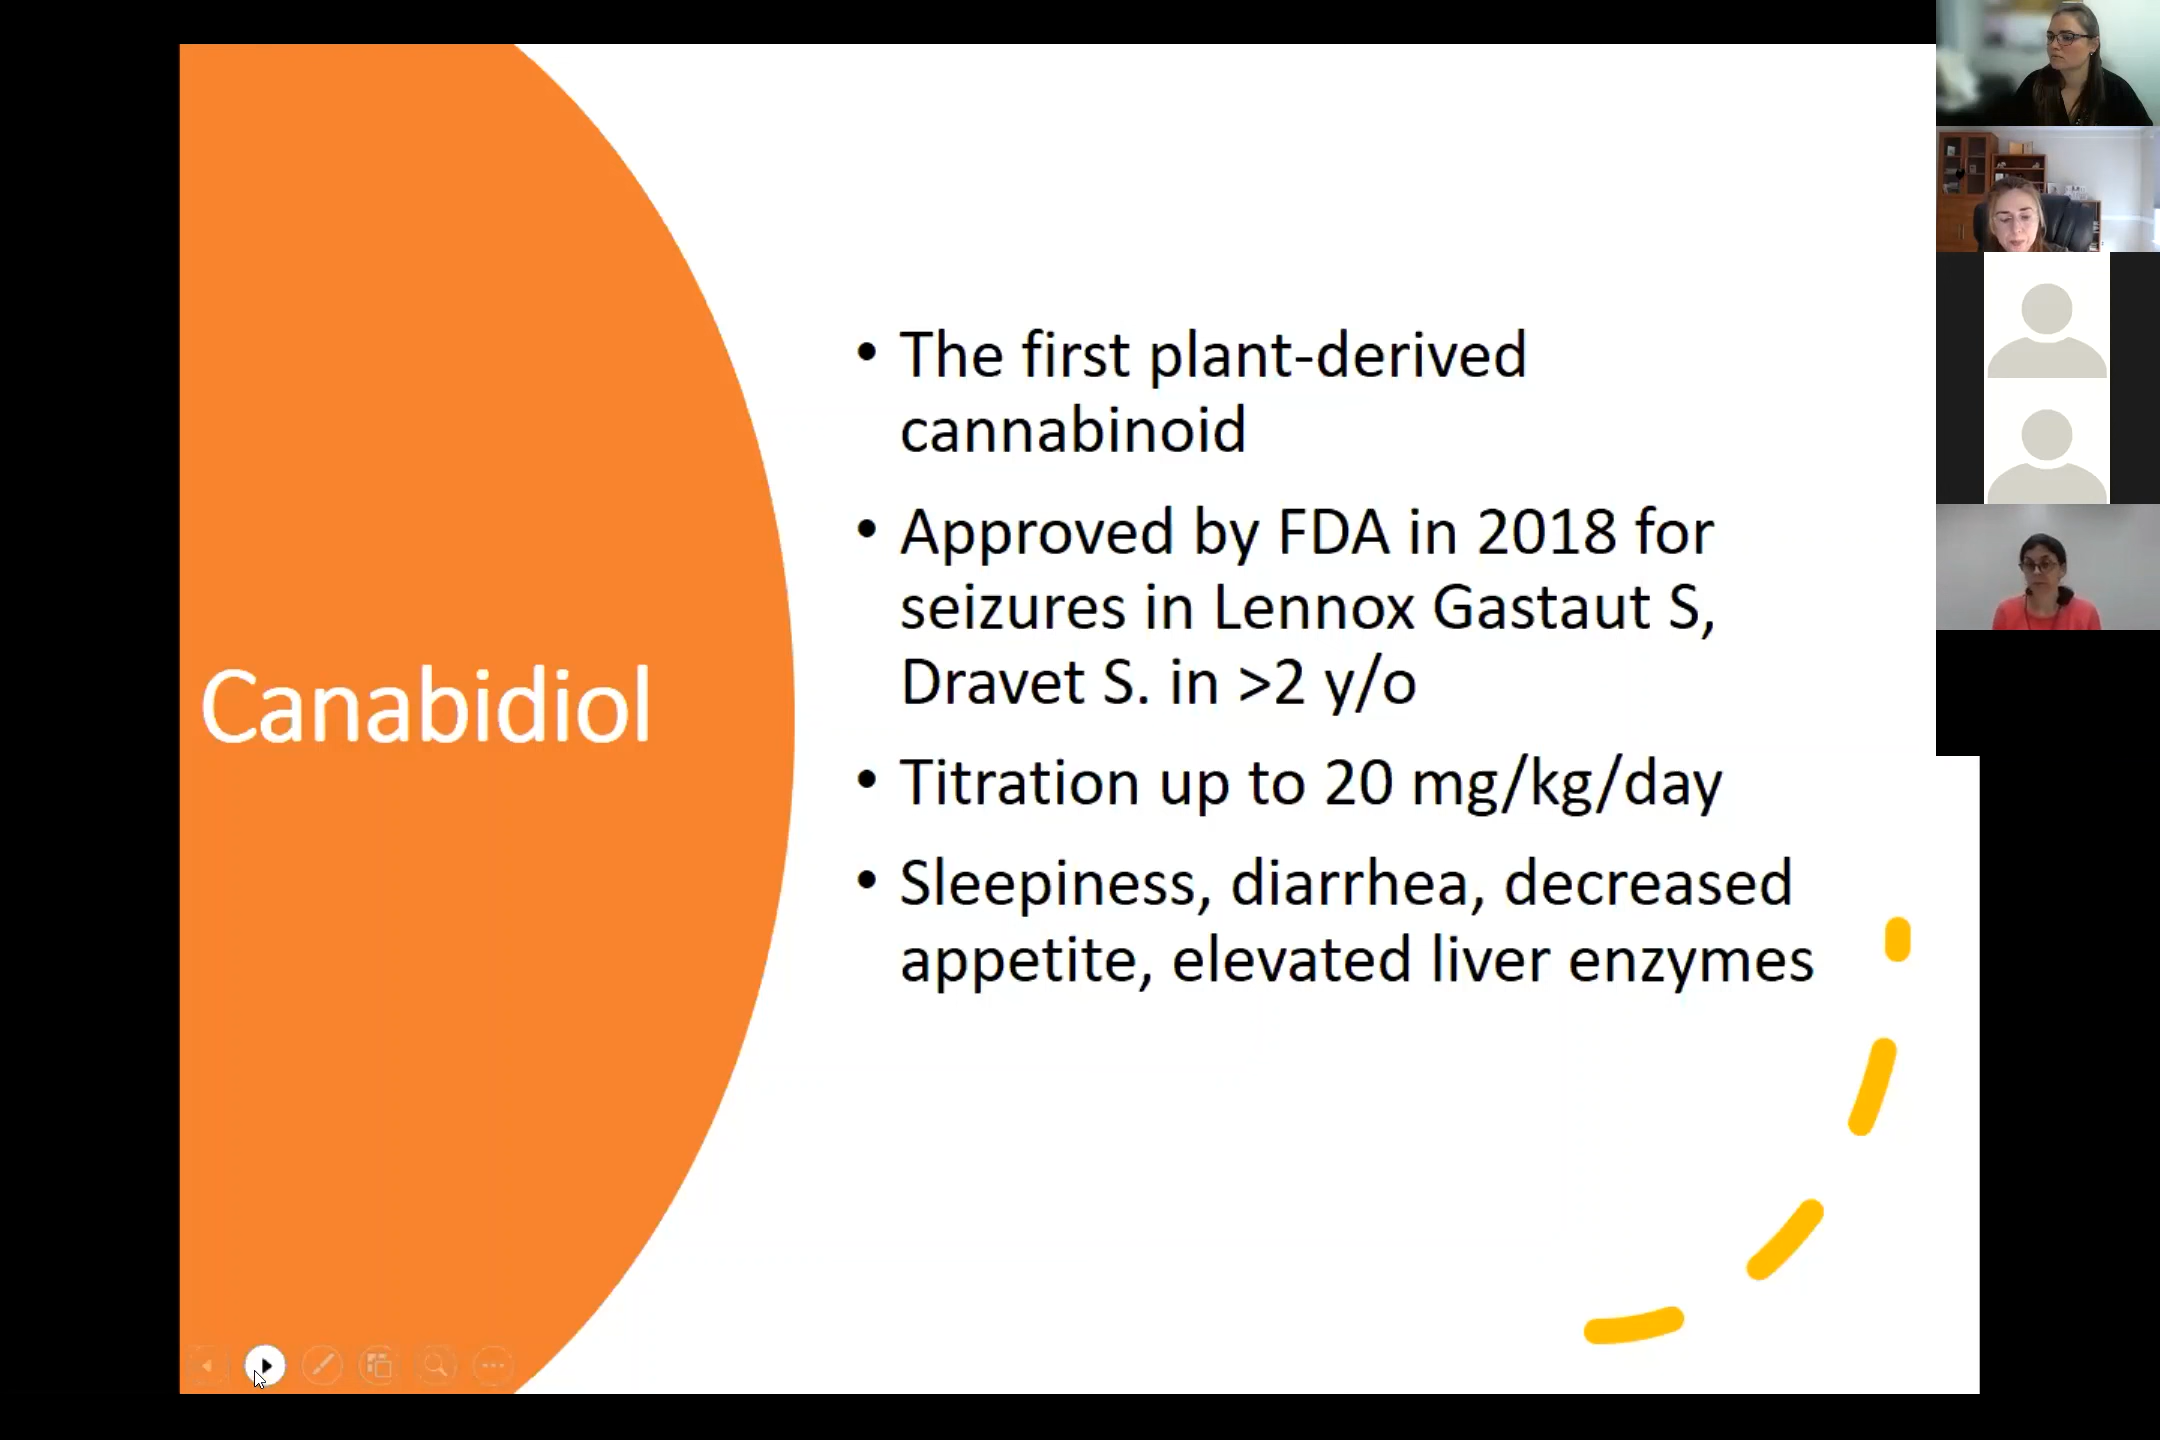 Canabidiol
• The first plant-derived
cannabinoid
• Approved by FDA in 2018 for
seizures in Lennox Gastaut S,
Dravet S. in >2 y/o
• Titration up to 20 mg/kg/day
• Sleepiness, diarrhea, decreased
appetite, elevated liver enzymes